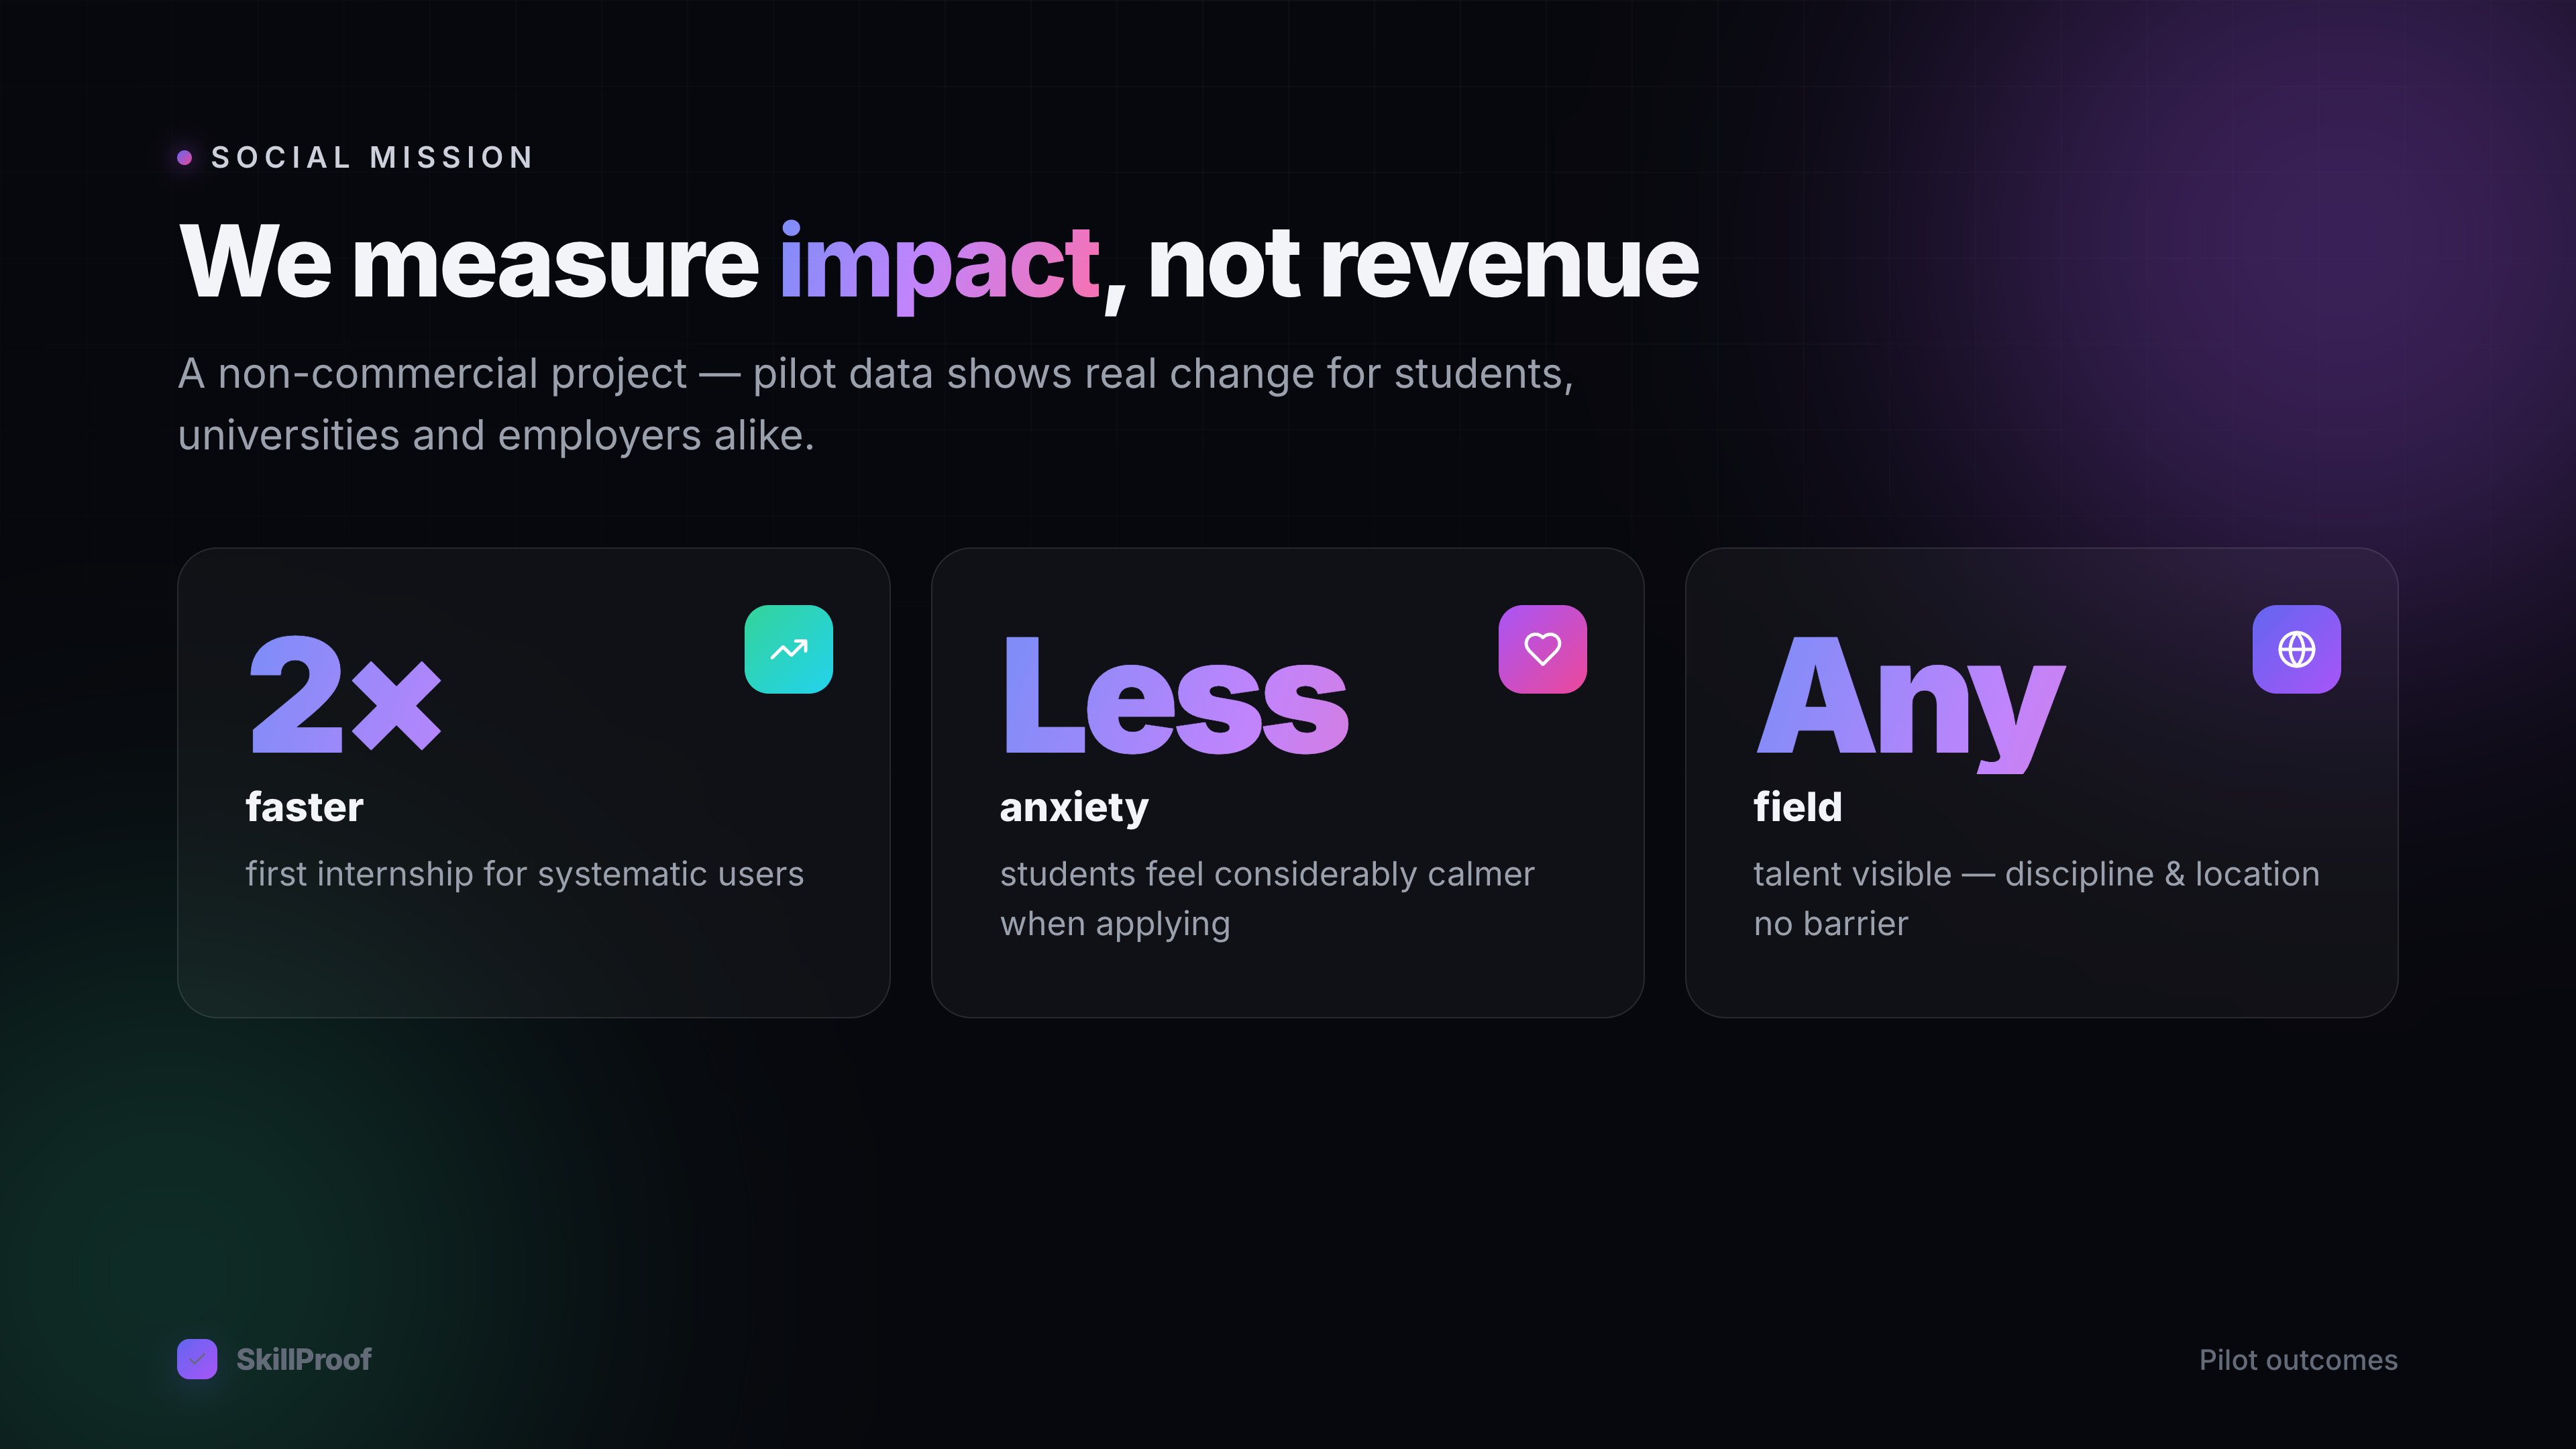 SOCIAL MISSION
We measure impact, not revenue
A non-commercial project — pilot data shows real change for students,
universities and employers alike.
2×
faster
first internship for systematic users
Less
anxiety
students feel considerably calmer
when applying
Any
field
talent visible — discipline & location
no barrier
SkillProof
Pilot outcomes